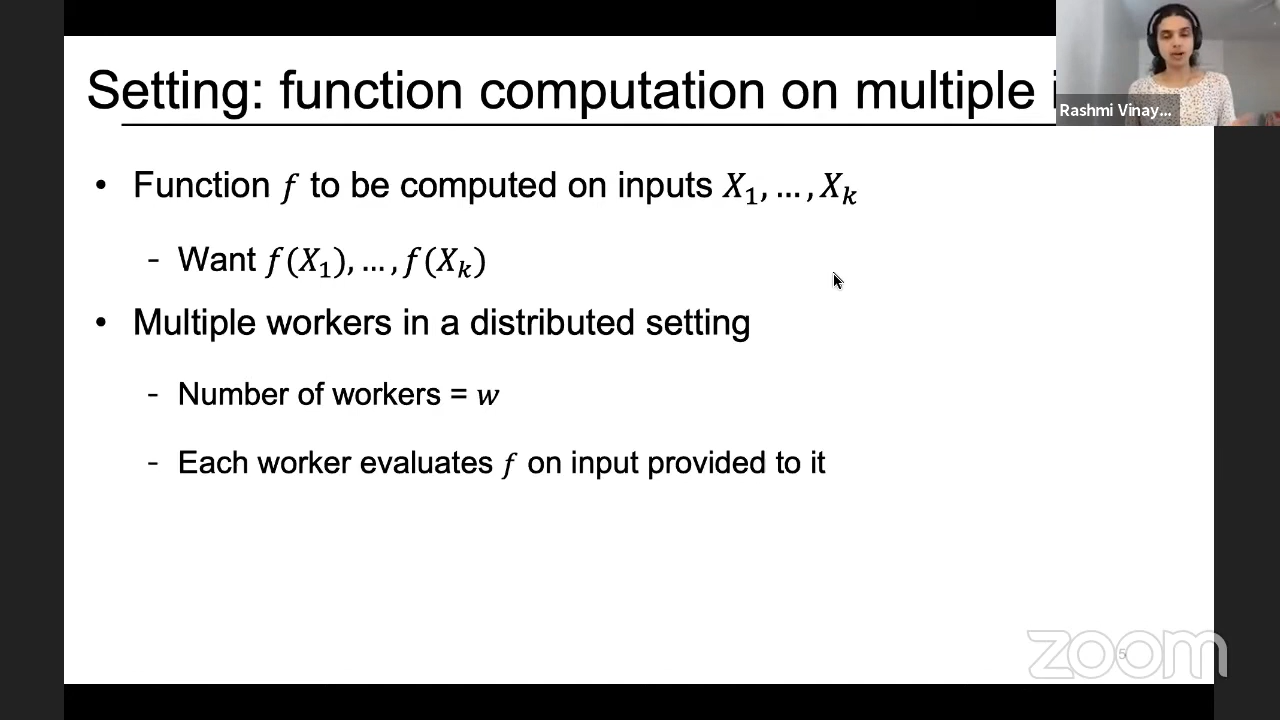 Setting: function computation on multiple
Rashmi Vinay...
• Function f to be computed on inputs X₁, … , Xₖ
- Want f(X₁), … , f(Xₖ)
• Multiple workers in a distributed setting
- Number of workers = w
- Each worker evaluates f on input provided to it
zoom
5